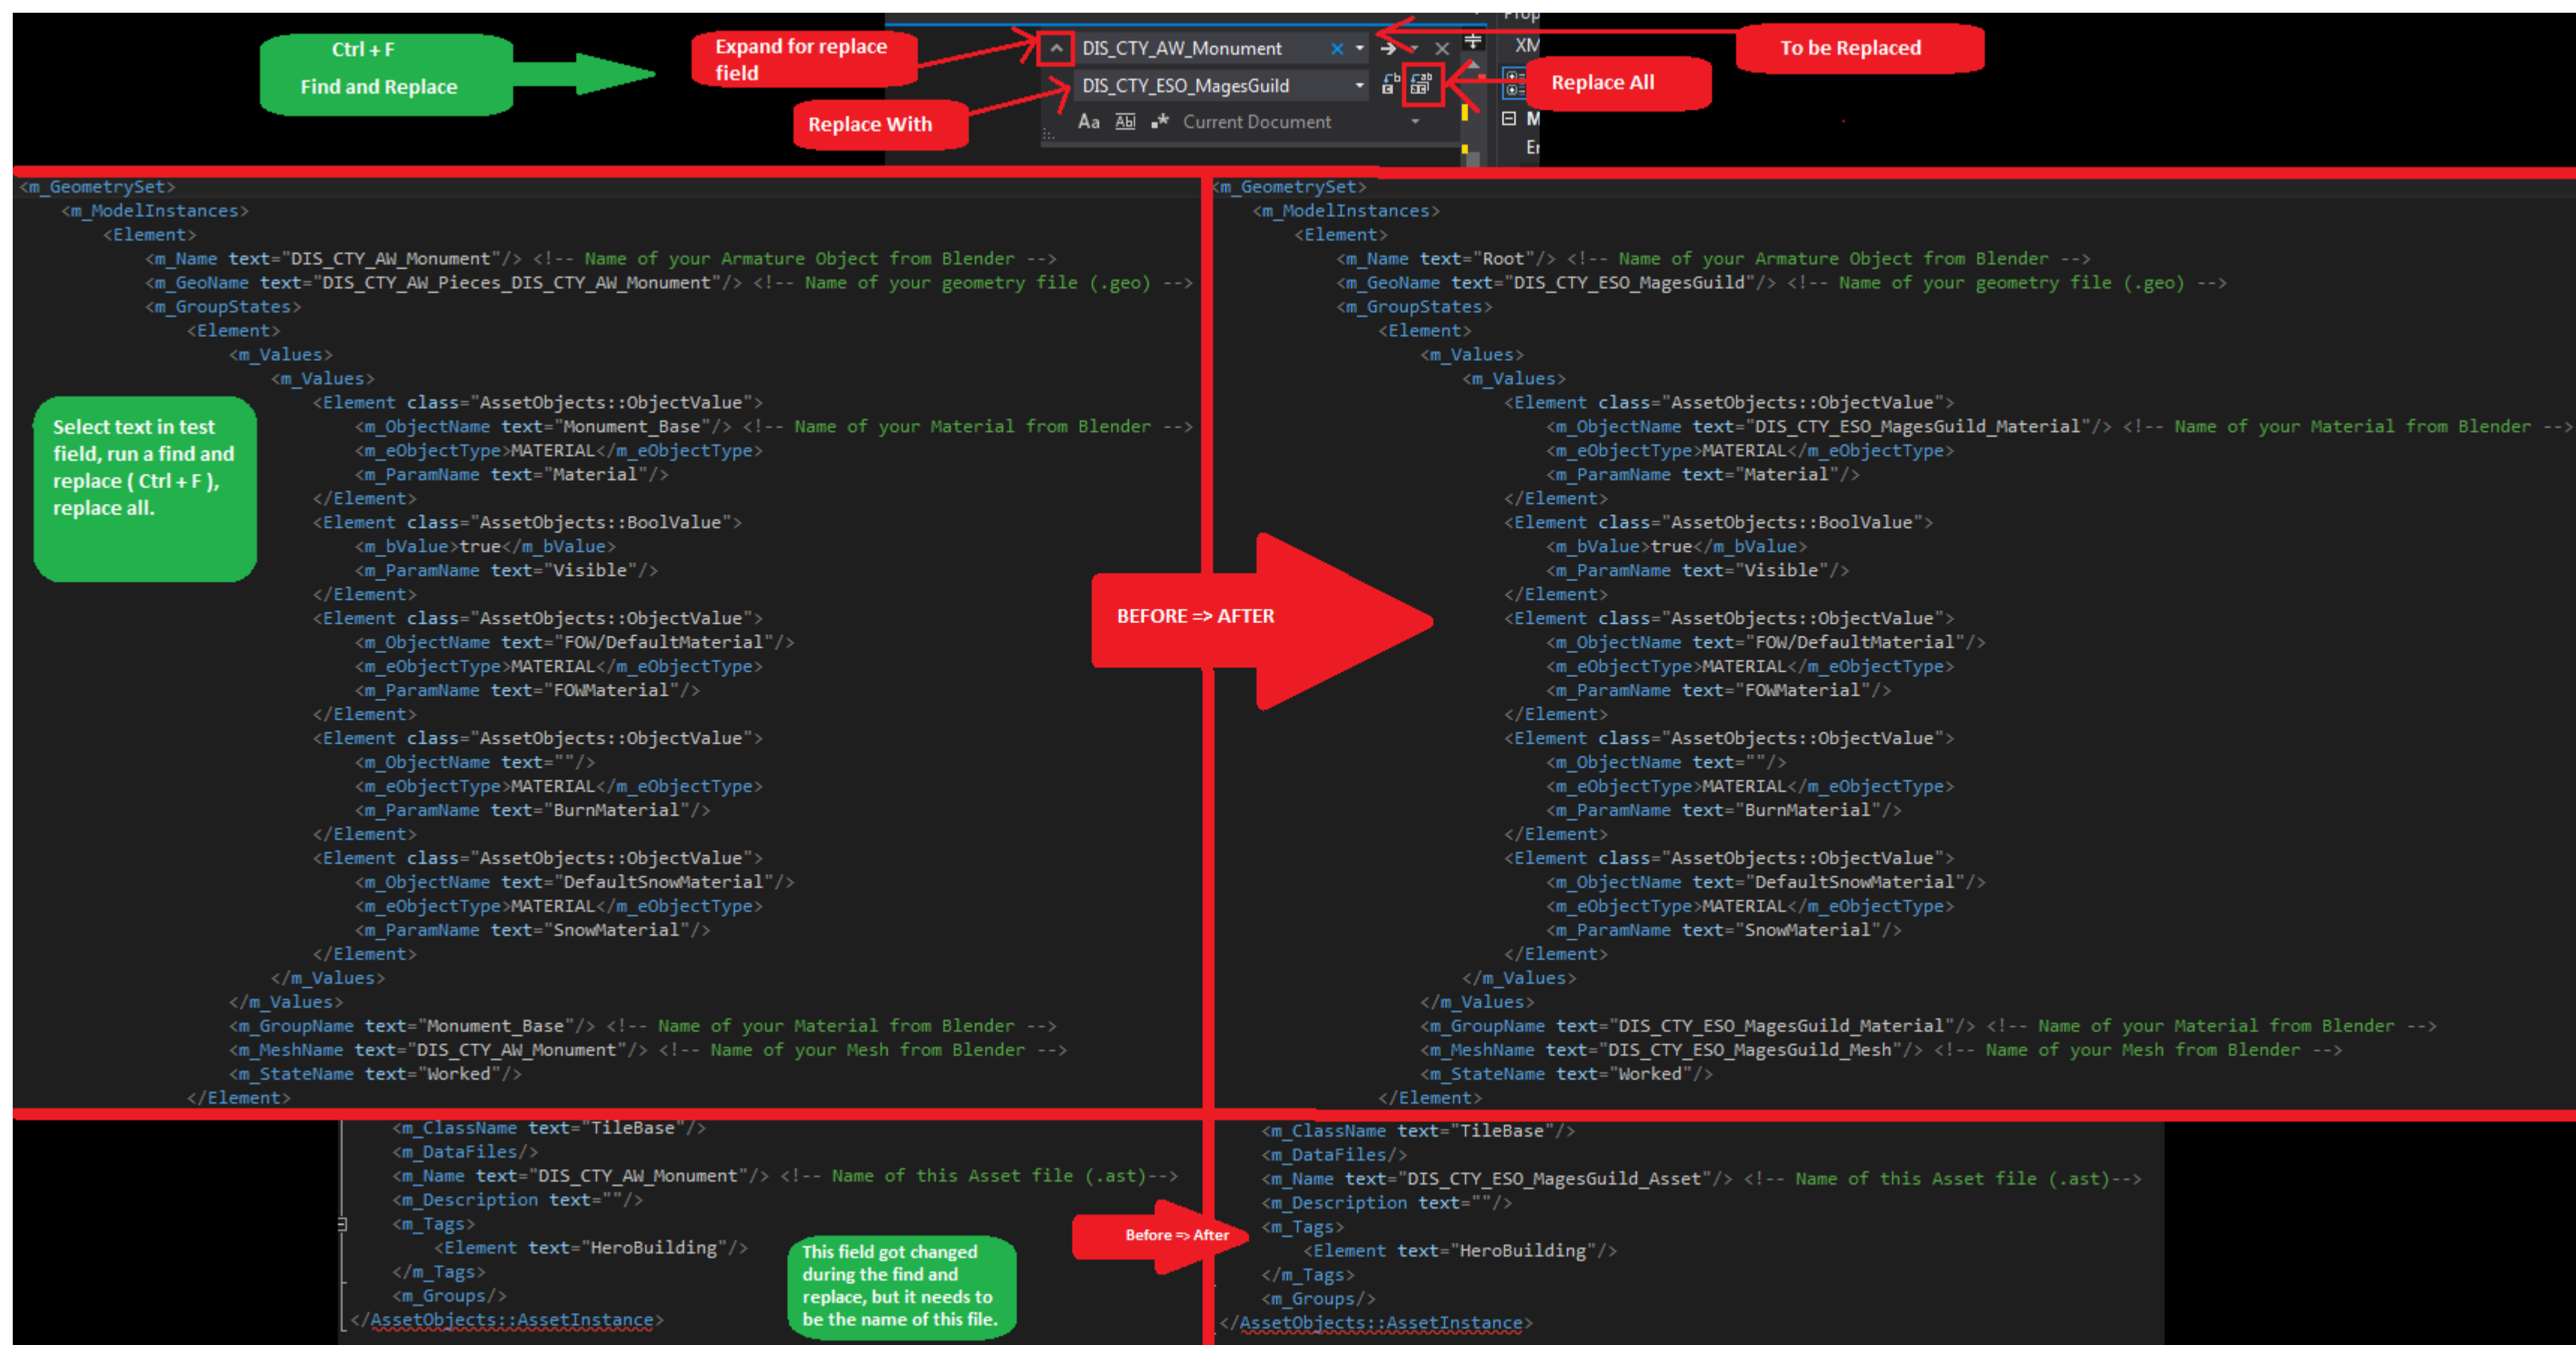 Ctrl + F
Find and Replace
Expand for replace
field
Replace With
DIS_CTY_AW_Monument
DIS_CTY_ESO_MagesGuild
Aa Abl .* Current Document
To be Replaced
Replace All
XM
M
Er
<m_GeometrySet>
<m_ModelInstances>
<Element>
<m_Name text="DIS_CTY_AW_Monument"/> <!-- Name of your Armature Object from Blender -->
<m_GeoName text="DIS_CTY_AW_Pieces_DIS_CTY_AW_Monument"/> <!-- Name of your geometry file (.geo) -->
<m_GroupStates>
<Element>
<m_Values>
<m_Values>
<Element class="AssetObjects::ObjectValue">
<m_ObjectName text="Monument_Base"/> <!-- Name of your Material from Blender -->
<m_eObjectType>MATERIAL</m_eObjectType>
<m_ParamName text="Material"/>
</Element>
<Element class="AssetObjects::BoolValue">
<m_bValue>true</m_bValue>
<m_ParamName text="Visible"/>
</Element>
<Element class="AssetObjects::ObjectValue">
<m_ObjectName text="FOW/DefaultMaterial"/>
<m_eObjectType>MATERIAL</m_eObjectType>
<m_ParamName text="FOWMaterial"/>
</Element>
<Element class="AssetObjects::ObjectValue">
<m_ObjectName text=""/>
<m_eObjectType>MATERIAL</m_eObjectType>
<m_ParamName text="BurnMaterial"/>
</Element>
<Element class="AssetObjects::ObjectValue">
<m_ObjectName text="DefaultSnowMaterial"/>
<m_eObjectType>MATERIAL</m_eObjectType>
<m_ParamName text="SnowMaterial"/>
</Element>
</m_Values>
</m_Values>
<m_GroupName text="Monument_Base"/> <!-- Name of your Material from Blender -->
<m_MeshName text="DIS_CTY_AW_Monument"/> <!-- Name of your Mesh from Blender -->
<m_StateName text="Worked"/>
</Element>
Select text in test
field, run a find and
replace ( Ctrl + F ),
replace all.
BEFORE => AFTER
<m_GeometrySet>
<m_ModelInstances>
<Element>
<m_Name text="Root"/> <!-- Name of your Armature Object from Blender -->
<m_GeoName text="DIS_CTY_ESO_MagesGuild"/> <!-- Name of your geometry file (.geo) -->
<m_GroupStates>
<Element>
<m_Values>
<m_Values>
<Element class="AssetObjects::ObjectValue">
<m_ObjectName text="DIS_CTY_ESO_MagesGuild_Material"/> <!-- Name of your Material from Blender -->
<m_eObjectType>MATERIAL</m_eObjectType>
<m_ParamName text="Material"/>
</Element>
<Element class="AssetObjects::BoolValue">
<m_bValue>true</m_bValue>
<m_ParamName text="Visible"/>
</Element>
<Element class="AssetObjects::ObjectValue">
<m_ObjectName text="FOW/DefaultMaterial"/>
<m_eObjectType>MATERIAL</m_eObjectType>
<m_ParamName text="FOWMaterial"/>
</Element>
<Element class="AssetObjects::ObjectValue">
<m_ObjectName text=""/>
<m_eObjectType>MATERIAL</m_eObjectType>
<m_ParamName text="BurnMaterial"/>
</Element>
<Element class="AssetObjects::ObjectValue">
<m_ObjectName text="DefaultSnowMaterial"/>
<m_eObjectType>MATERIAL</m_eObjectType>
<m_ParamName text="SnowMaterial"/>
</Element>
</m_Values>
</m_Values>
<m_GroupName text="DIS_CTY_ESO_MagesGuild_Material"/> <!-- Name of your Material from Blender -->
<m_MeshName text="DIS_CTY_ESO_MagesGuild_Mesh"/> <!-- Name of your Mesh from Blender -->
<m_StateName text="Worked"/>
</Element>
<m_ClassName text="TileBase"/>
<m_DataFiles/>
<m_Name text="DIS_CTY_AW_Monument"/> <!-- Name of this Asset file (.ast)-->
<m_Description text=""/>
<m_Tags>
<Element text="HeroBuilding"/>
</m_Tags>
<m_Groups/>
</AssetObjects::AssetInstance>
This field got changed
during the find and
replace, but it needs to
be the name of this file.
Before => After
<m_ClassName text="TileBase"/>
<m_DataFiles/>
<m_Name text="DIS_CTY_ESO_MagesGuild_Asset"/> <!-- Name of this Asset file (.ast)-->
<m_Description text=""/>
<m_Tags>
<Element text="HeroBuilding"/>
</m_Tags>
<m_Groups/>
</AssetObjects::AssetInstance>